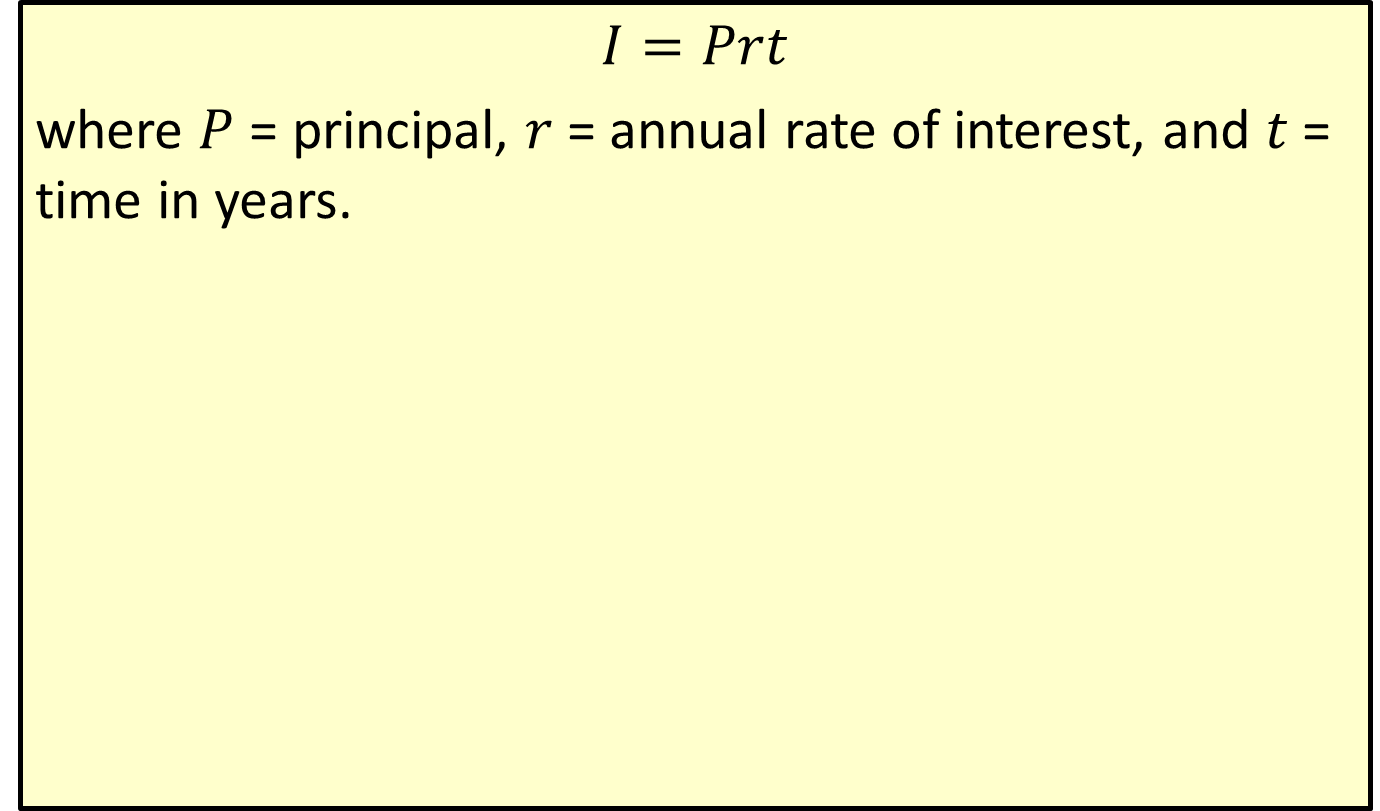 I = Prt
where P = principal, r = annual rate of interest, and t =
time in years.